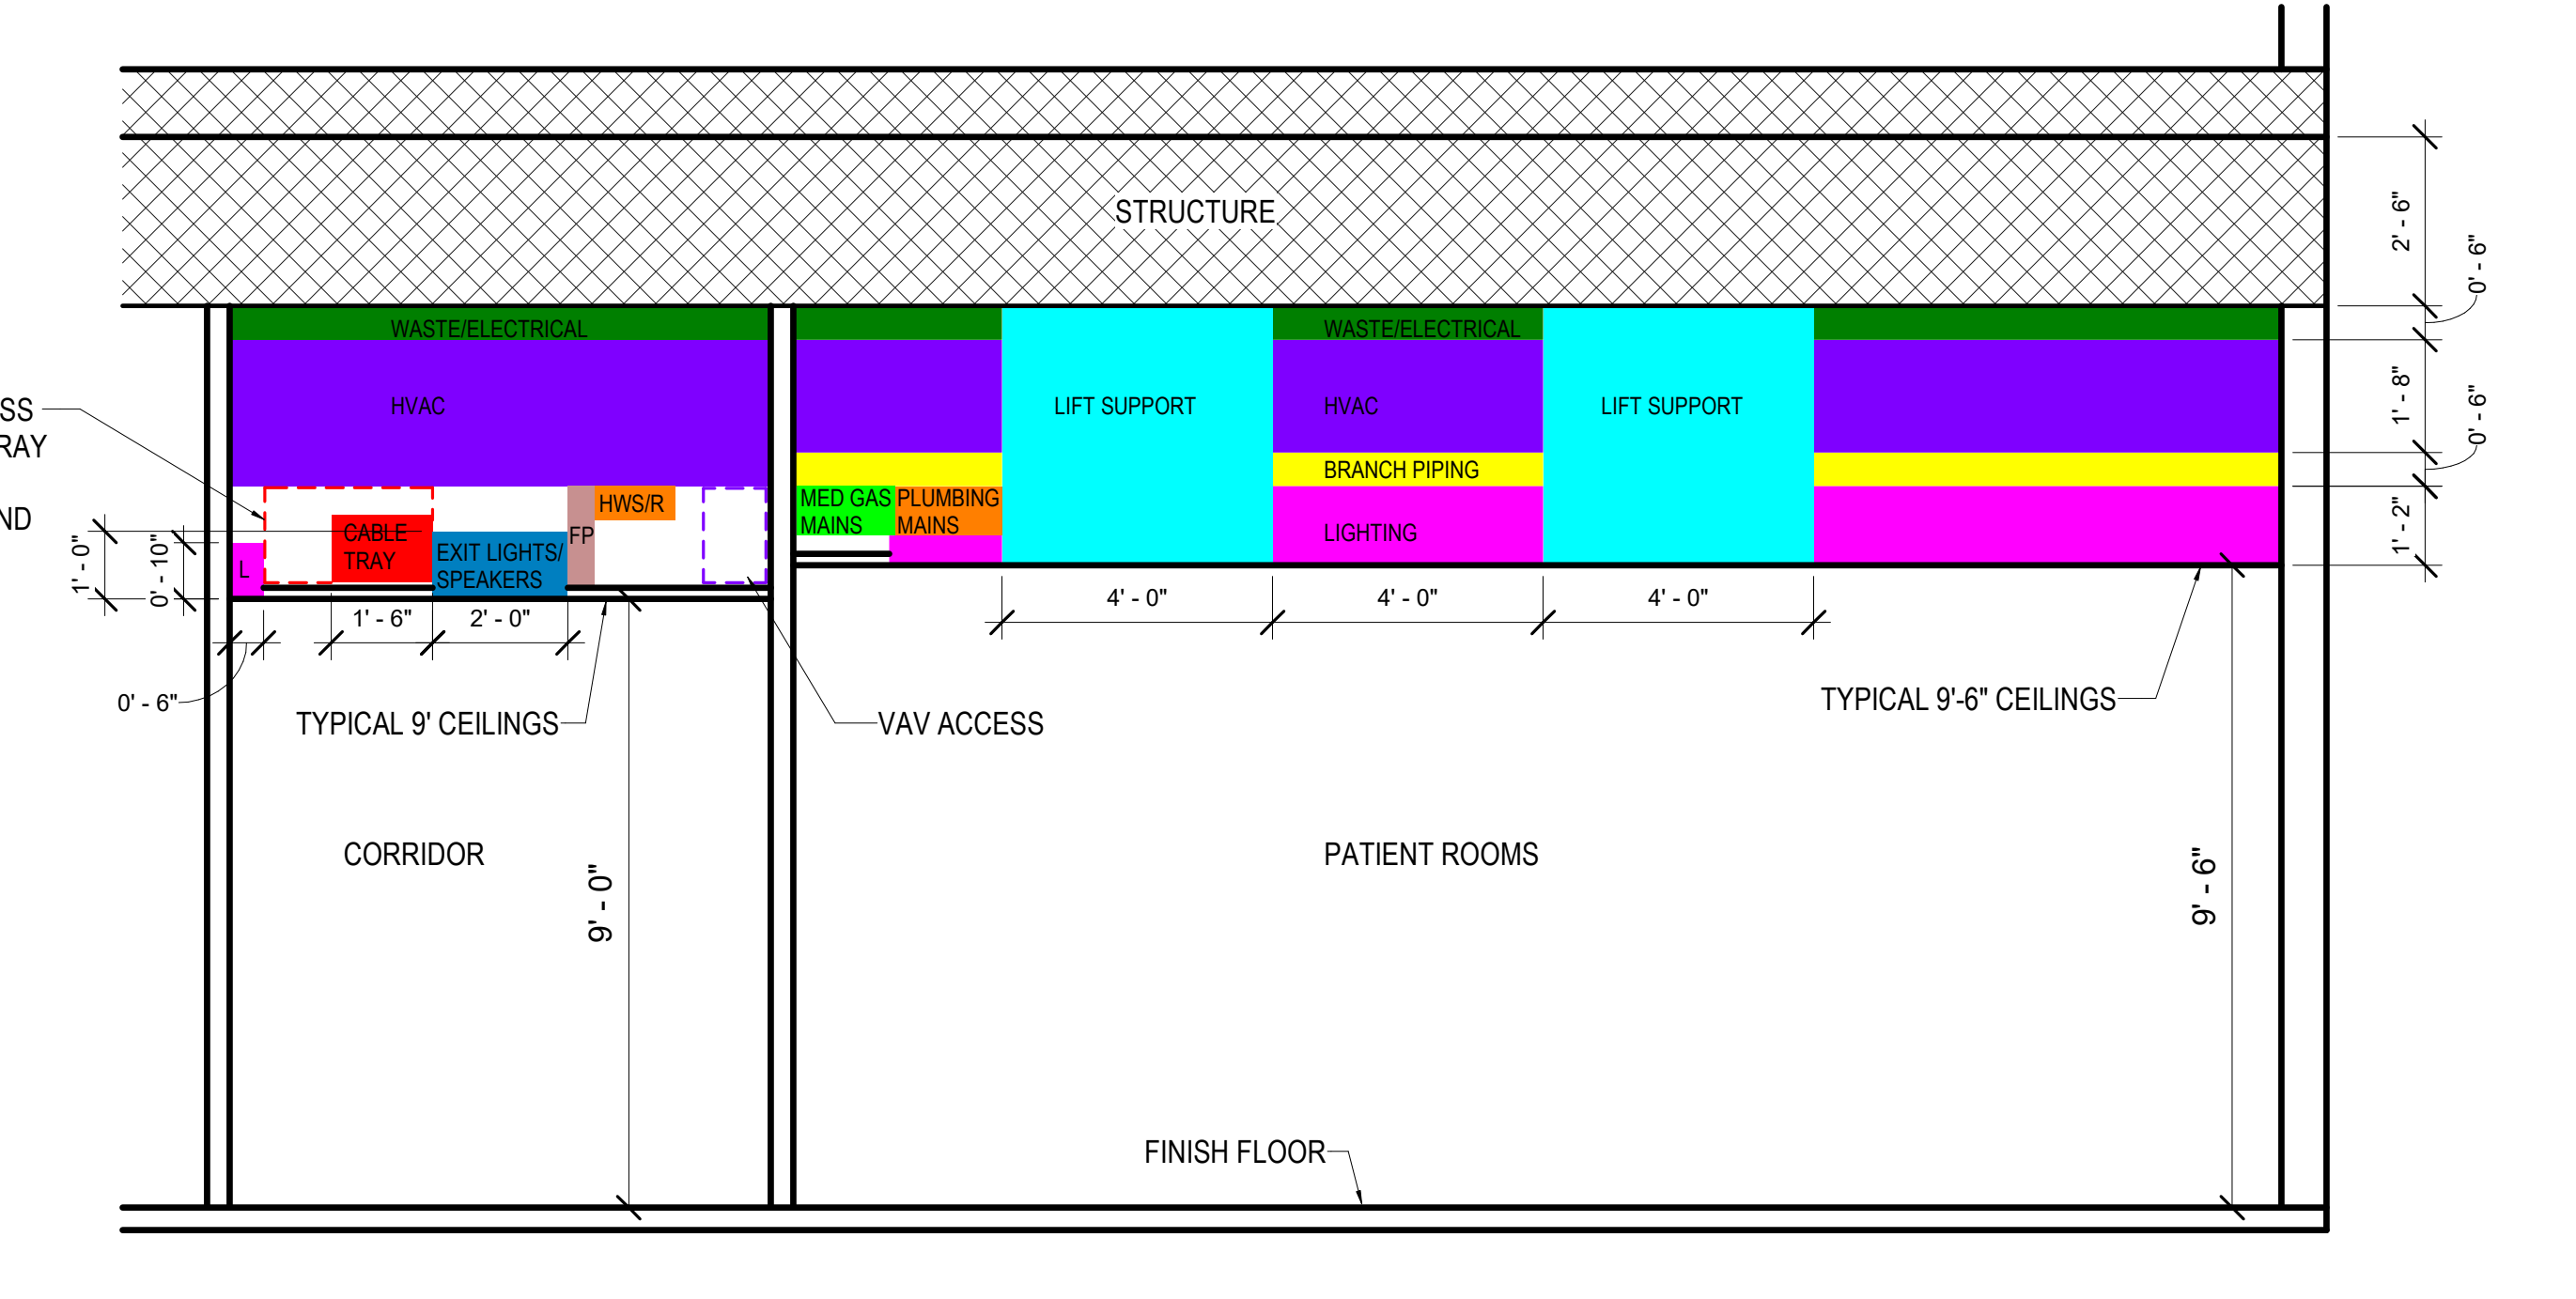 STRUCTURE
2' - 6"
0' - 6"
WASTE/ELECTRICAL
WASTE/ELECTRICAL
HVAC
LIFT SUPPORT
HVAC
LIFT SUPPORT
1' - 8"
0' - 6"
SS
RAY
ND
BRANCH PIPING
HWS/R
MED GAS
MAINS
PLUMBING
MAINS
FP
CABLE
TRAY
EXIT LIGHTS/
SPEAKERS
L
LIGHTING
1' - 2"
1' - 0"
0' - 10"
1' - 6"
2' - 0"
4' - 0"
4' - 0"
4' - 0"
0' - 6"
TYPICAL 9' CEILINGS
VAV ACCESS
TYPICAL 9'-6" CEILINGS
CORRIDOR
9' - 0"
PATIENT ROOMS
9' - 6"
FINISH FLOOR